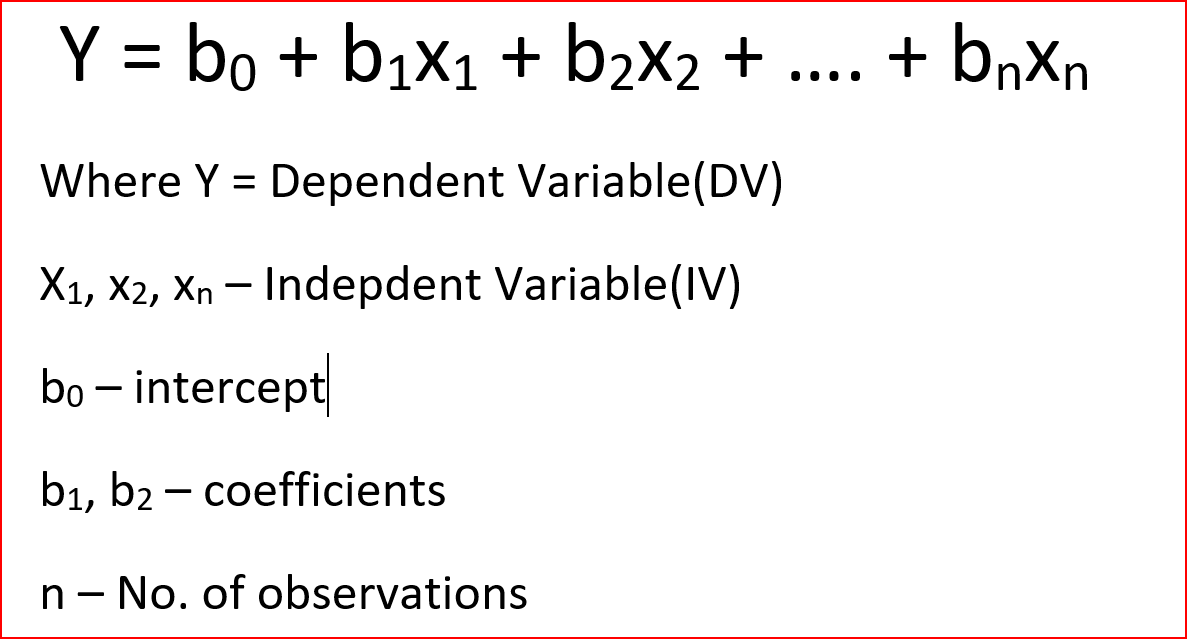 Y = b₀ + b₁x₁ + b₂x₂ + .... + bₙxₙ
Where Y = Dependent Variable(DV)
X₁, x₂, xₙ – Indepdent Variable(IV)
b₀ – intercept
b₁, b₂ – coefficients
n – No. of observations